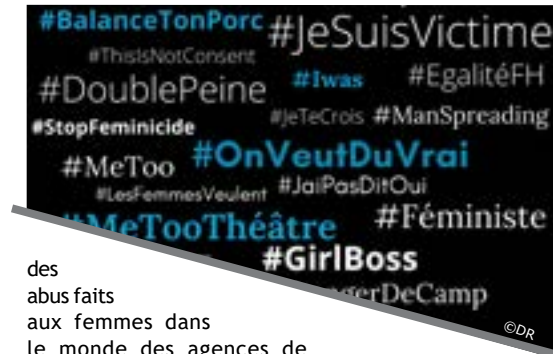 #BalanceTonPorc #JeSuisVictime
#ThisIsNotConsent #Iwas #EgalitéFH
#DoublePeine #JeTeCrois #ManSpreading
#StopFeminicide
#MeToo #OnVeutDuVrai
#LesFemmesVeulent #JaiPasDitOui
#MeTooThéâtre #Féministe
#GirlBoss
gerDeCamp
©DR
des
abus faits
aux femmes dans
le monde des agences de